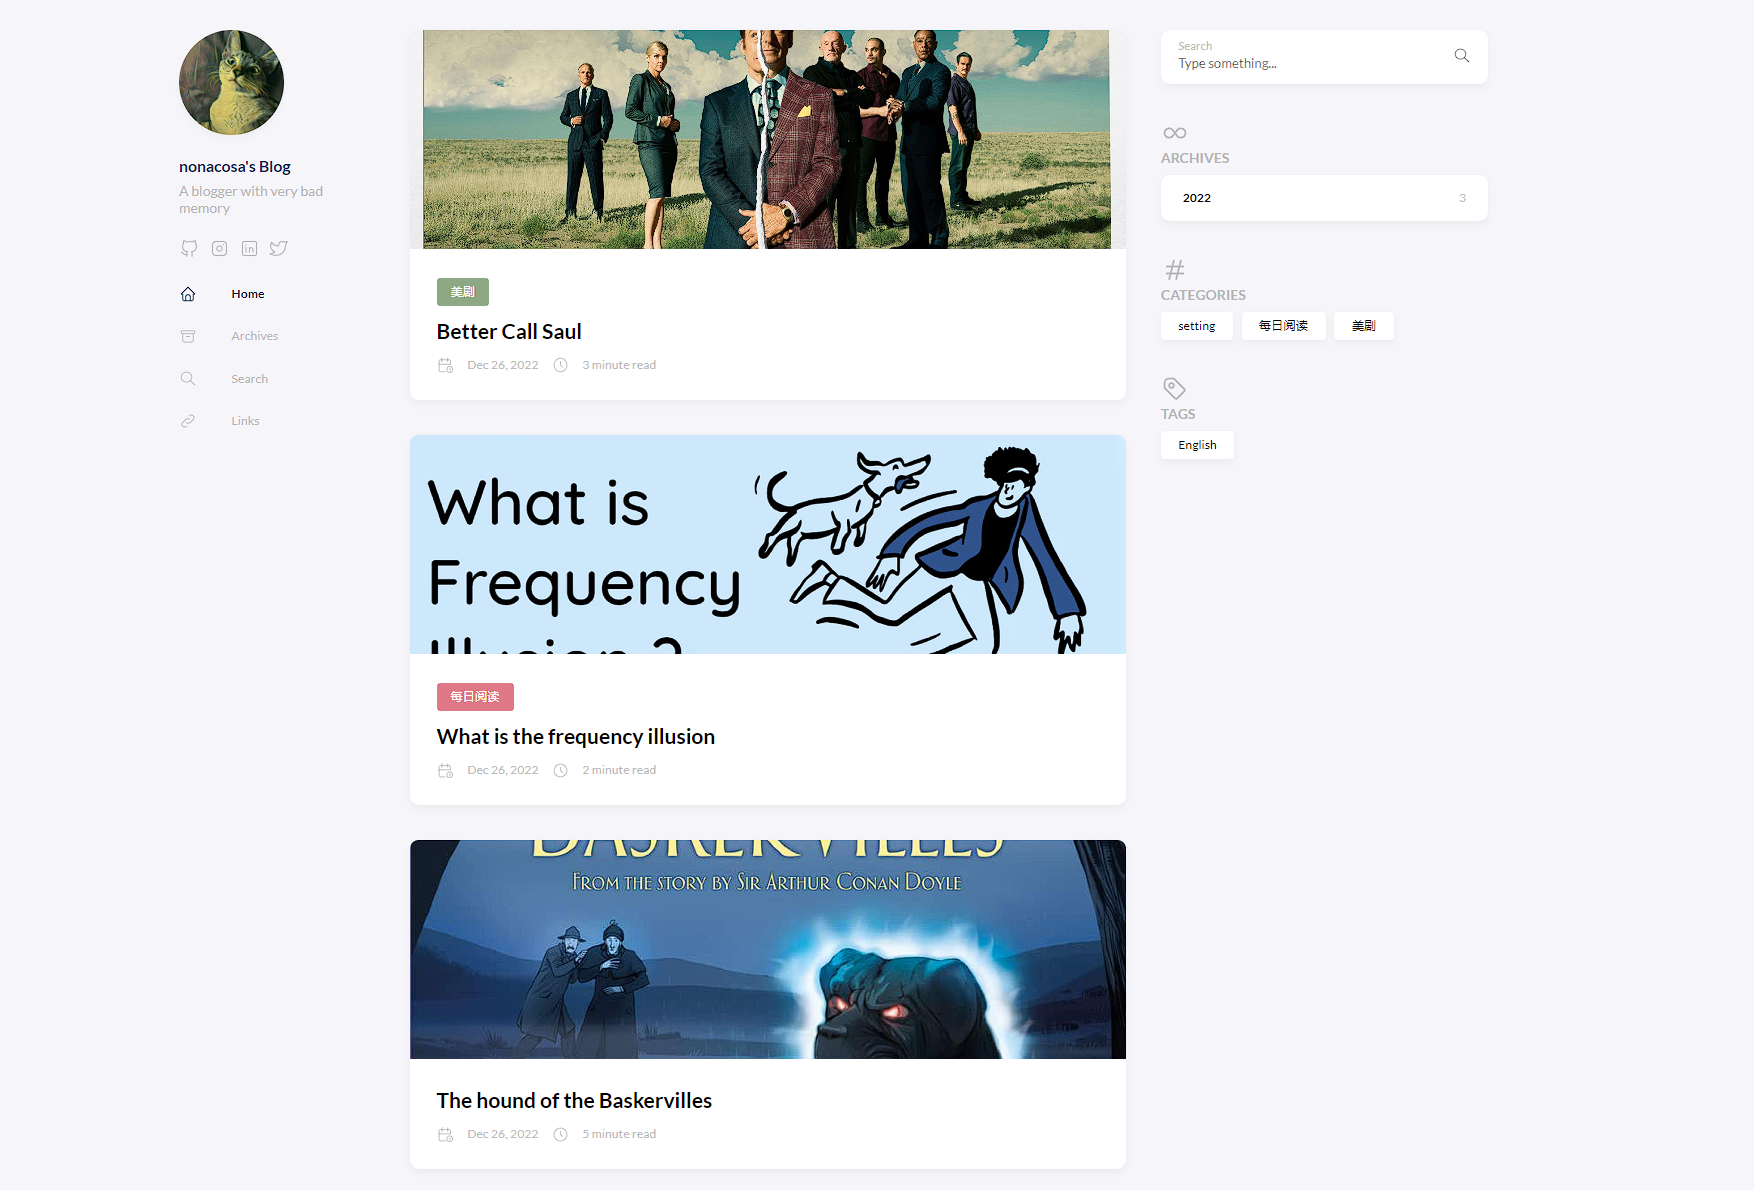 nonacosa's Blog
A blogger with very bad
memory
Home
Archives
Search
Links
美剧
Better Call Saul
Dec 26, 2022 3 minute read
What is
Frequency
Illusion ?
每日阅读
What is the frequency illusion
Dec 26, 2022 2 minute read
BASKERVILLES
FROM THE STORY BY SIR ARTHUR CONAN DOYLE
The hound of the Baskervilles
Dec 26, 2022 5 minute read
Search
Type something...
ARCHIVES
2022 3
CATEGORIES
setting 每日阅读 美剧
TAGS
English